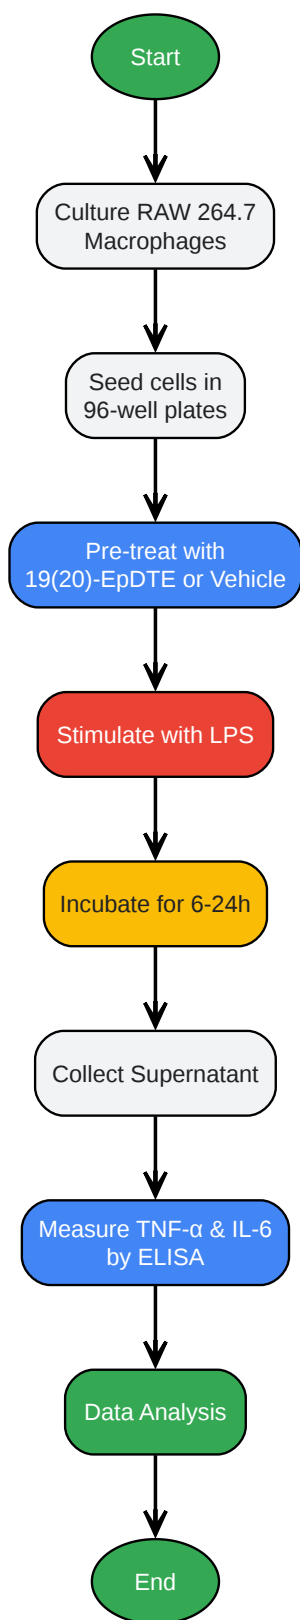 Start
Culture RAW 264.7
Macrophages
Seed cells in
96-well plates
Pre-treat with
19(20)-EpDTE or Vehicle
Stimulate with LPS
Incubate for 6-24h
Collect Supernatant
Measure TNF-α & IL-6
by ELISA
Data Analysis
End